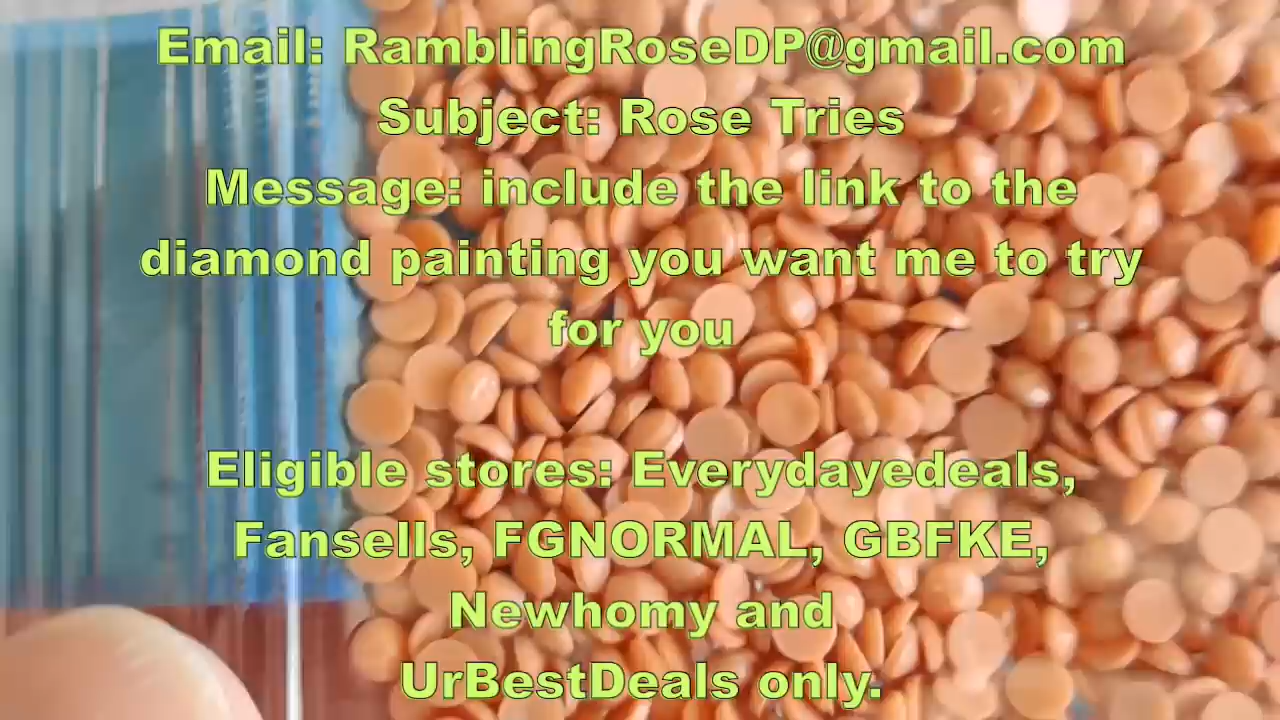 Email: RamblingRoseDP@gmail.com
Subject: Rose Tries
Message: include the link to the
diamond painting you want me to try
for you
Eligible stores: Everydayedeals,
Fansells, FGNORMAL, GBFKE,
Newhomy and
UrBestDeals only.